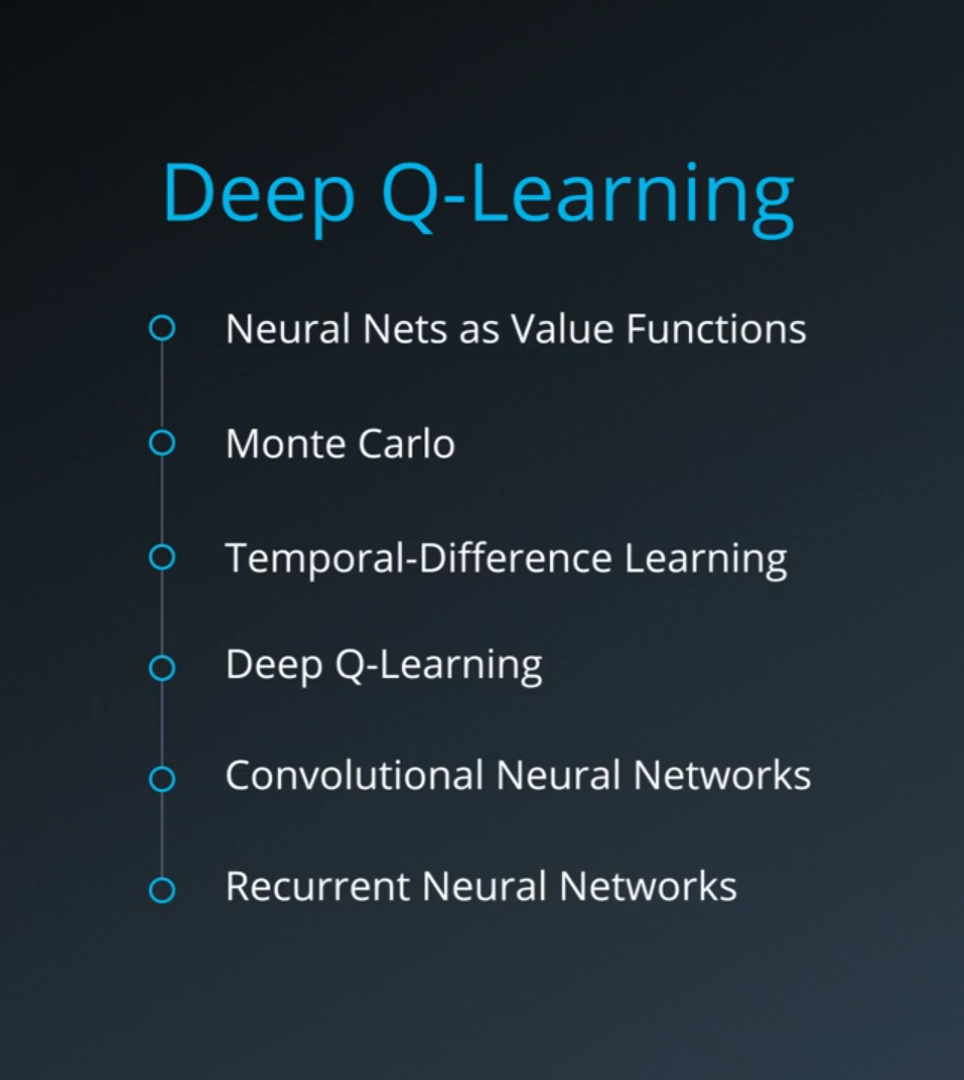 Deep Q-Learning
Neural Nets as Value Functions
Monte Carlo
Temporal-Difference Learning
Deep Q-Learning
Convolutional Neural Networks
Recurrent Neural Networks